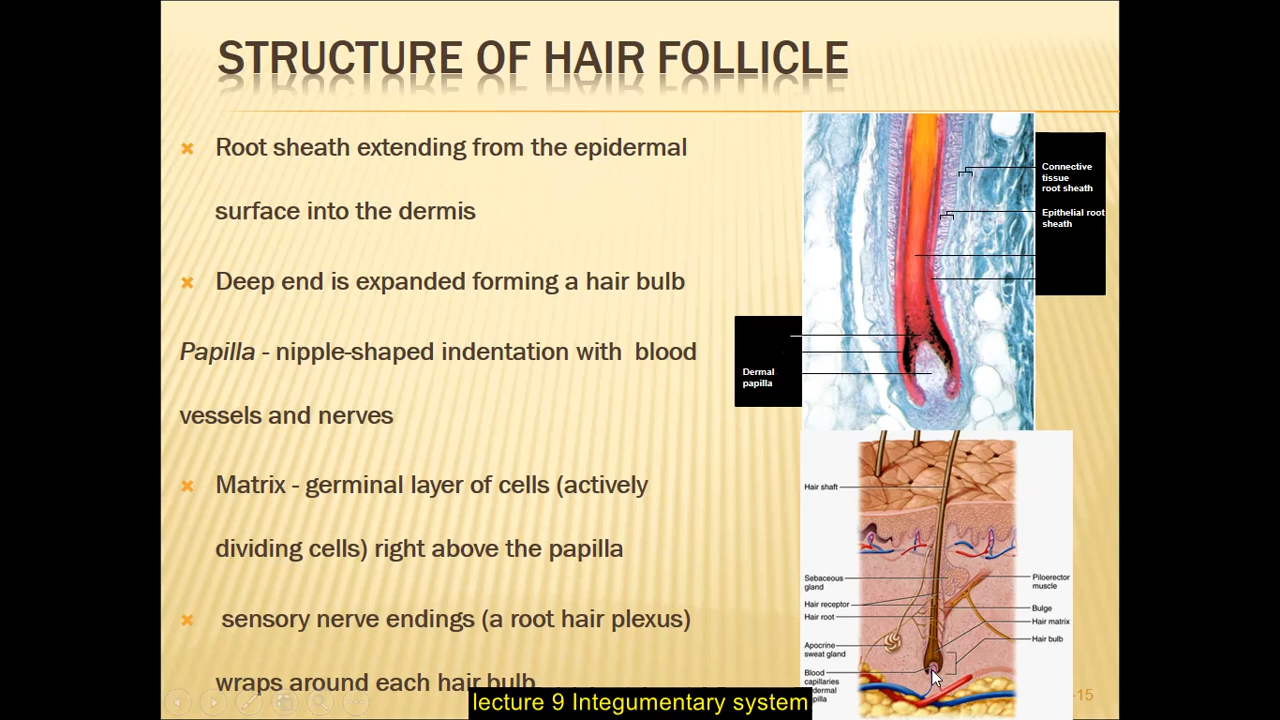 STRUCTURE OF HAIR FOLLICLE
Root sheath extending from the epidermal
surface into the dermis
Deep end is expanded forming a hair bulb
Papilla - nipple-shaped indentation with blood
vessels and nerves
Matrix - germinal layer of cells (actively
dividing cells) right above the papilla
sensory nerve endings (a root hair plexus)
wraps around each hair bulb
Connective
tissue
root sheath
Epithelial root
sheath
Dermal
papilla
Hair shaft
Sebaceous
gland
Hair receptor
Hair root
Apocrine
sweat gland
Blood
capillaries
dermal
Piloerector
muscle
Bulge
Hair matrix
Hair bulb
-15
lecture 9 Integumentary system